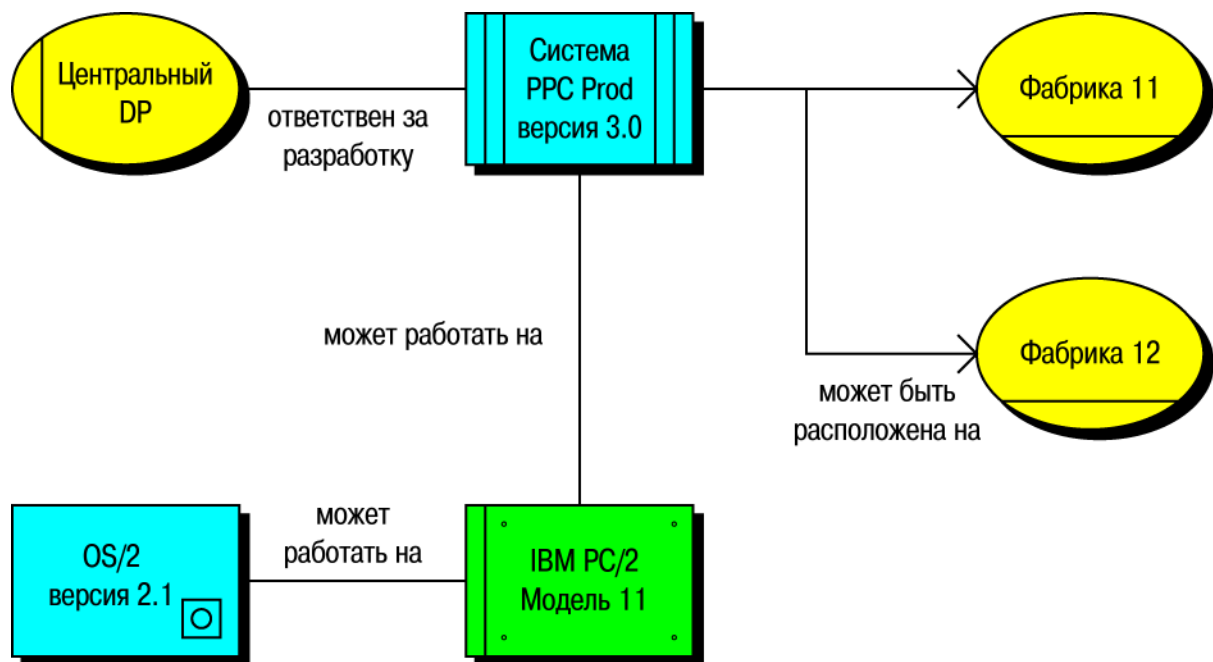 Центральный
DP
ответствен за
разработку
Система
PPC Prod
версия 3.0
Фабрика 11
может работать на
Фабрика 12
может быть
расположена на
OS/2
версия 2.1
может
работать на
IBM PC/2
Модель 11